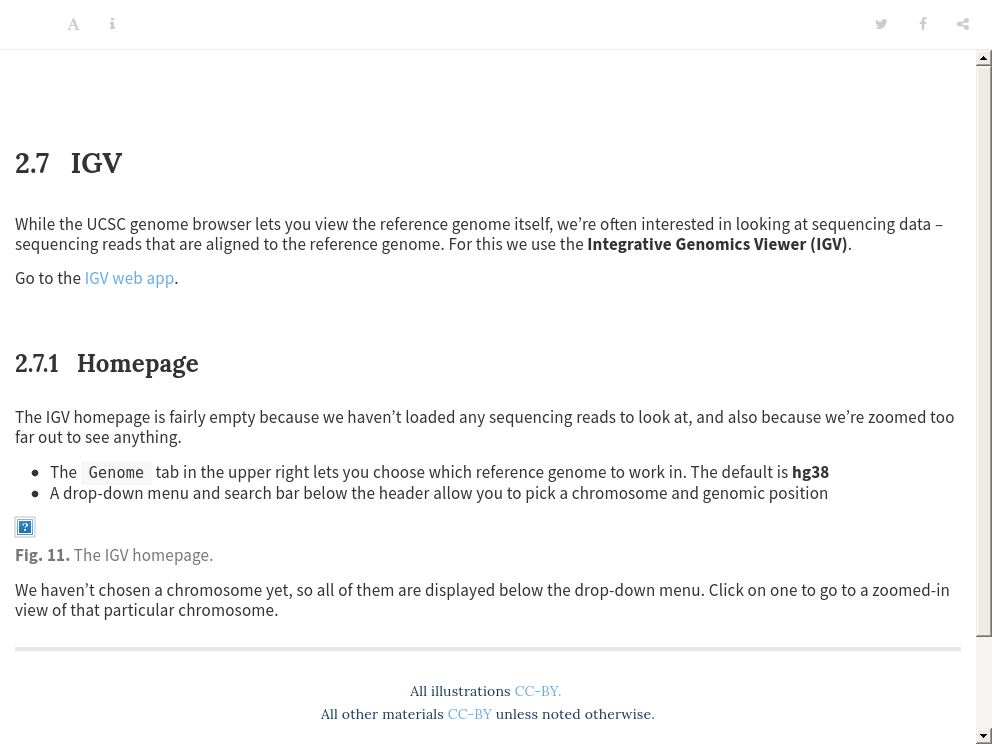 2.7 IGV
While the UCSC genome browser lets you view the reference genome itself, we’re often interested in looking at sequencing data –
sequencing reads that are aligned to the reference genome. For this we use the Integrative Genomics Viewer (IGV).
Go to the IGV web app.
2.7.1 Homepage
The IGV homepage is fairly empty because we haven’t loaded any sequencing reads to look at, and also because we’re zoomed too
far out to see anything.
• The Genome tab in the upper right lets you choose which reference genome to work in. The default is hg38
• A drop-down menu and search bar below the header allow you to pick a chromosome and genomic position
Fig. 11. The IGV homepage.
We haven’t chosen a chromosome yet, so all of them are displayed below the drop-down menu. Click on one to go to a zoomed-in
view of that particular chromosome.
All illustrations CC-BY.
All other materials CC-BY unless noted otherwise.